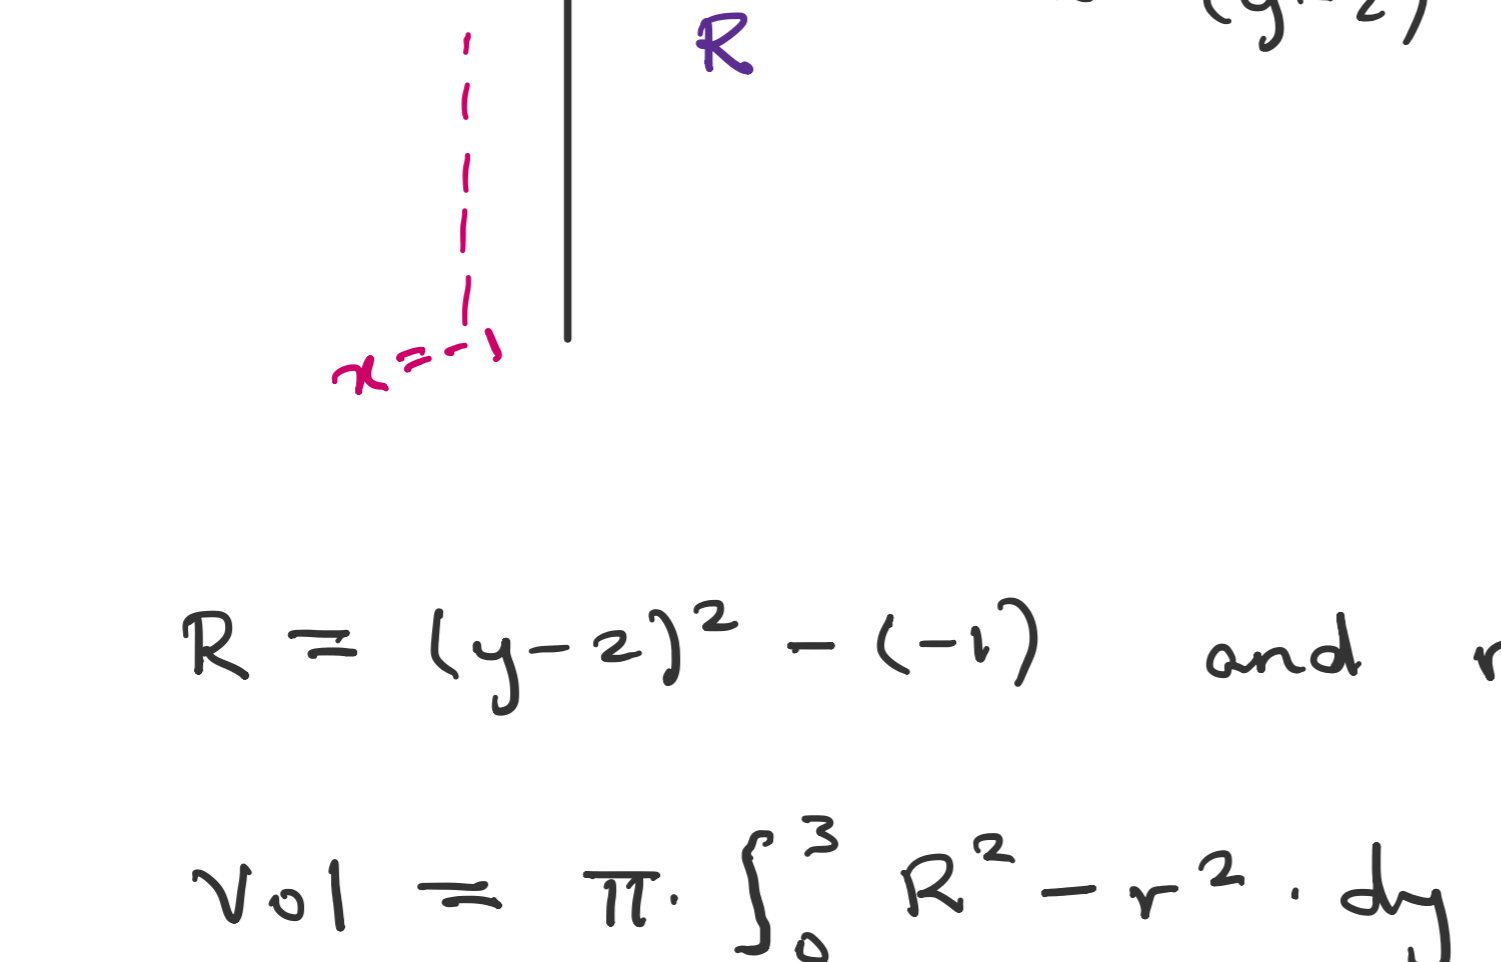 R
x = -1
R = (y-2)² - (-1) and r
Vol = π · ∫₀³ R² - r² · dy